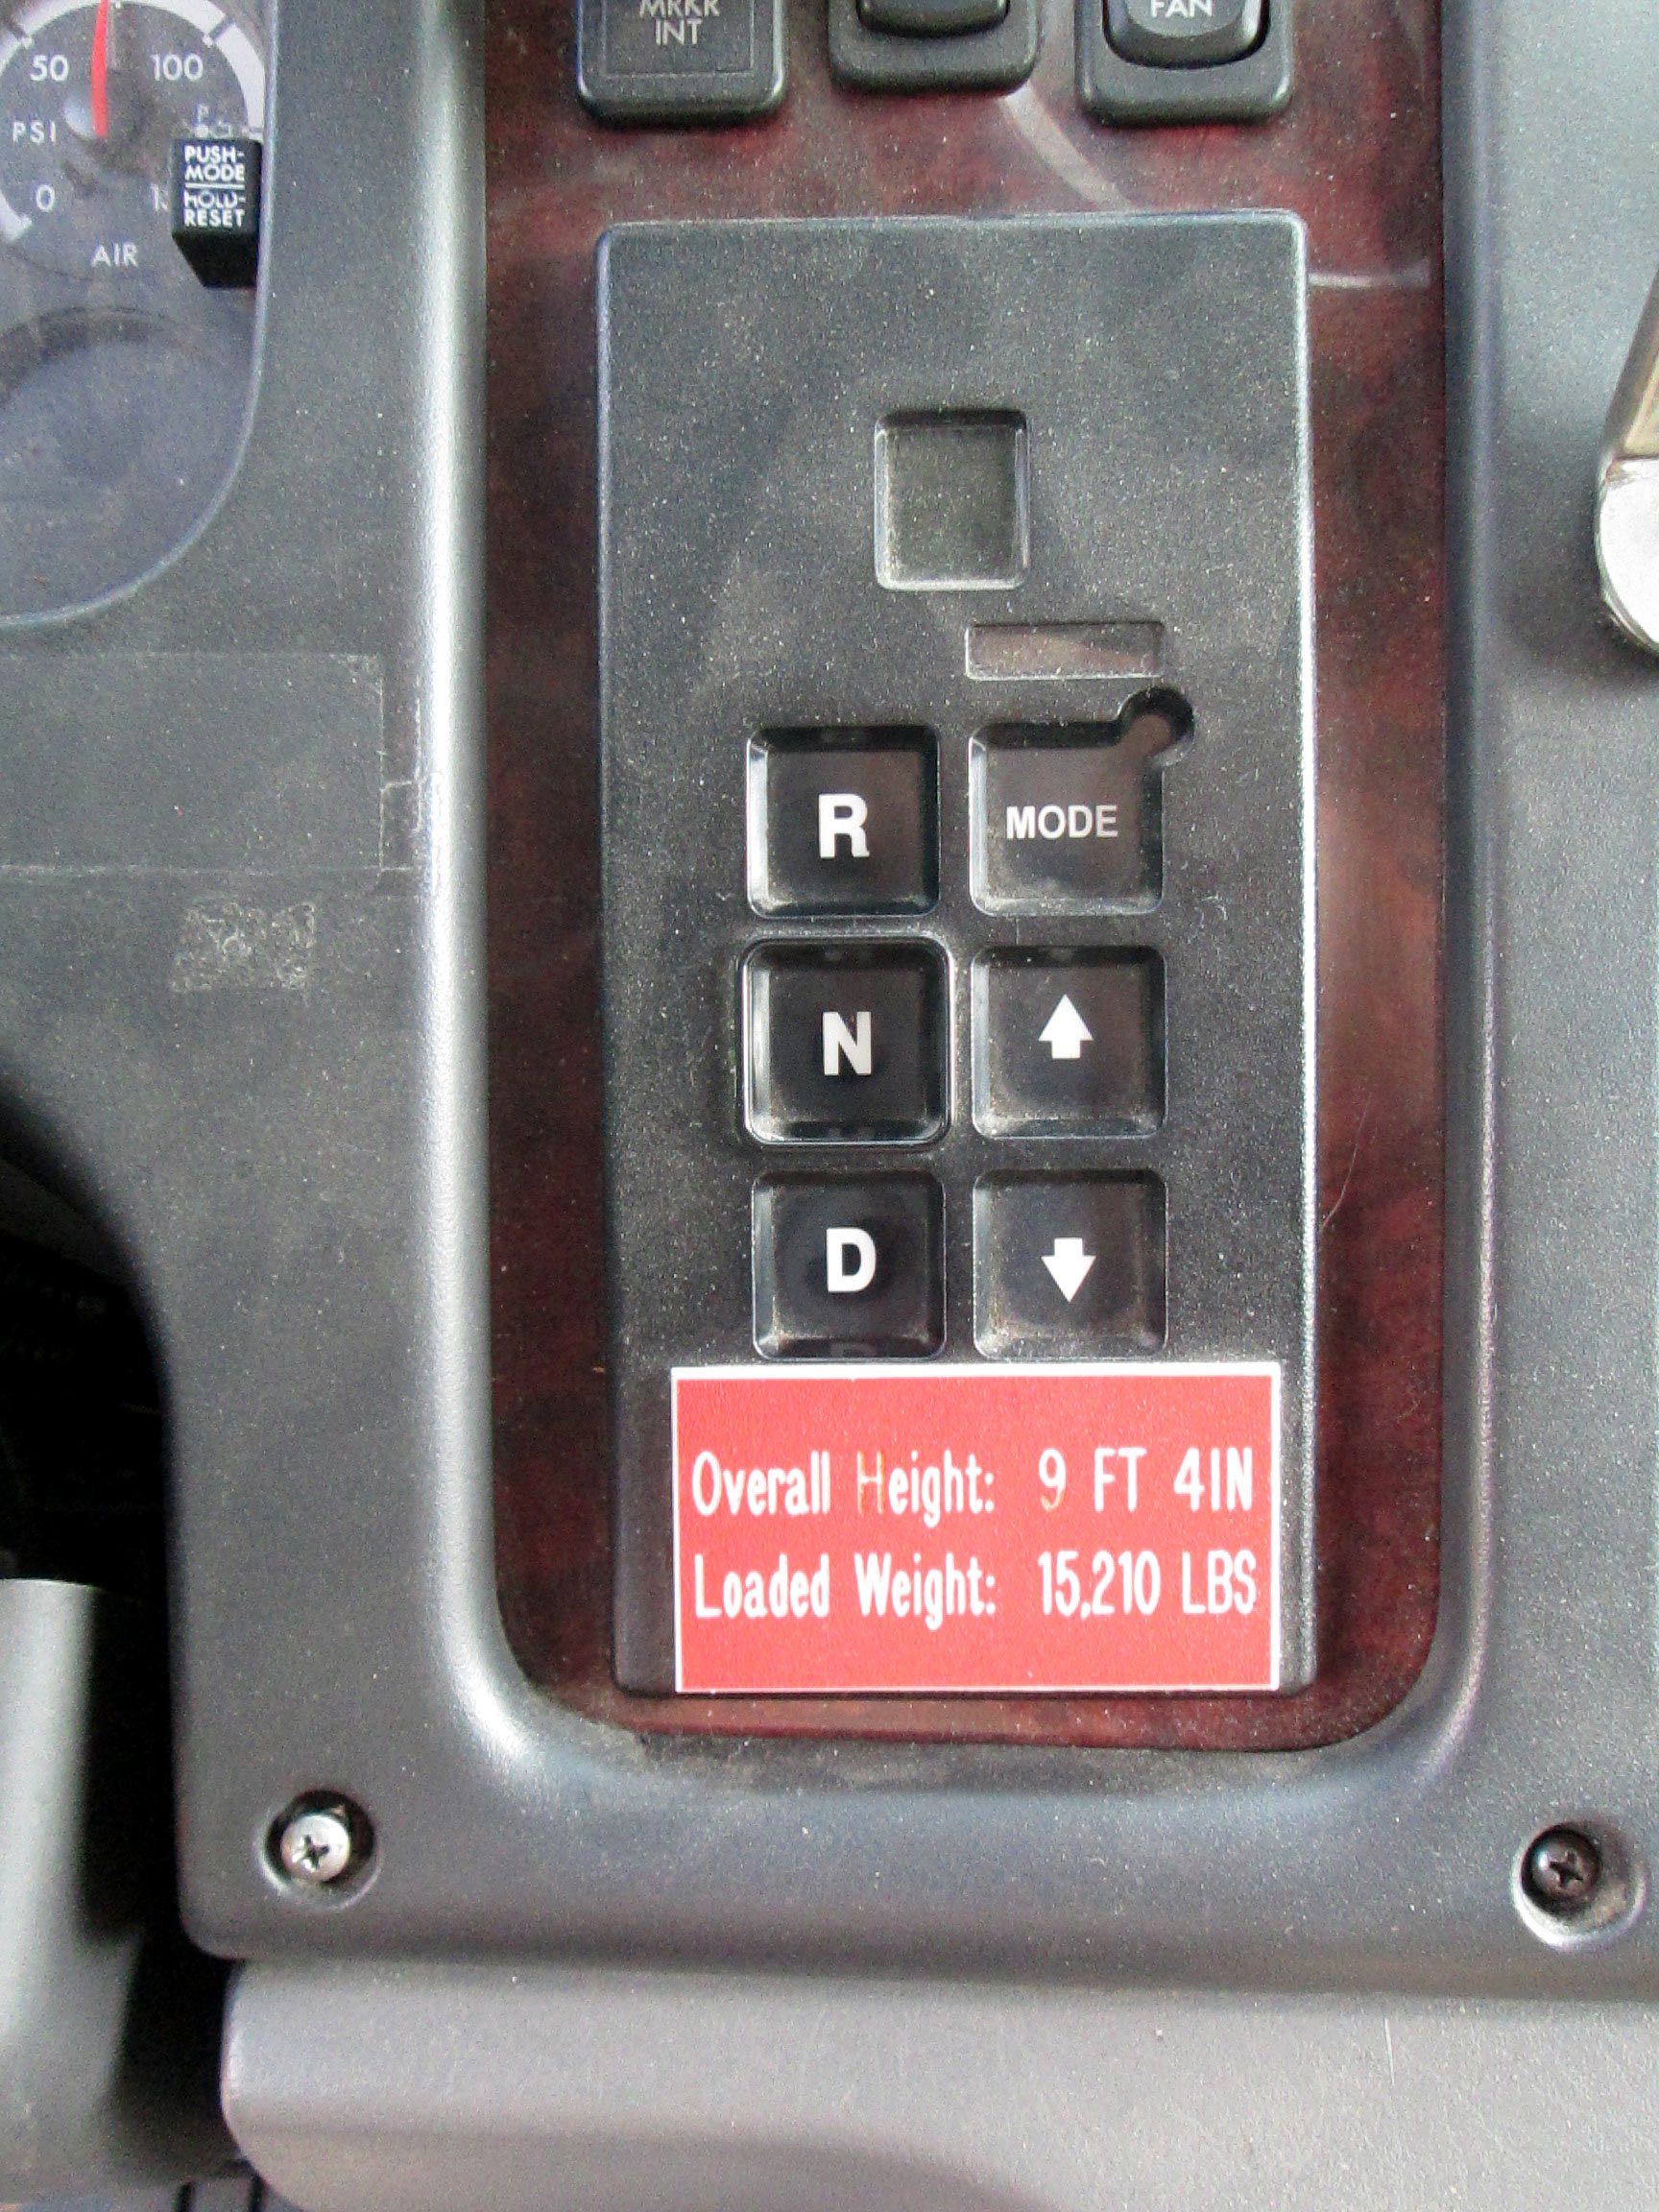 MRKR
INT
FAN
50
100
PSI
0
AIR
PUSH-
MODE
HOLD-
RESET
R
MODE
N
D
Overall Height: 9 FT 4IN
Loaded Weight: 15,210 LBS